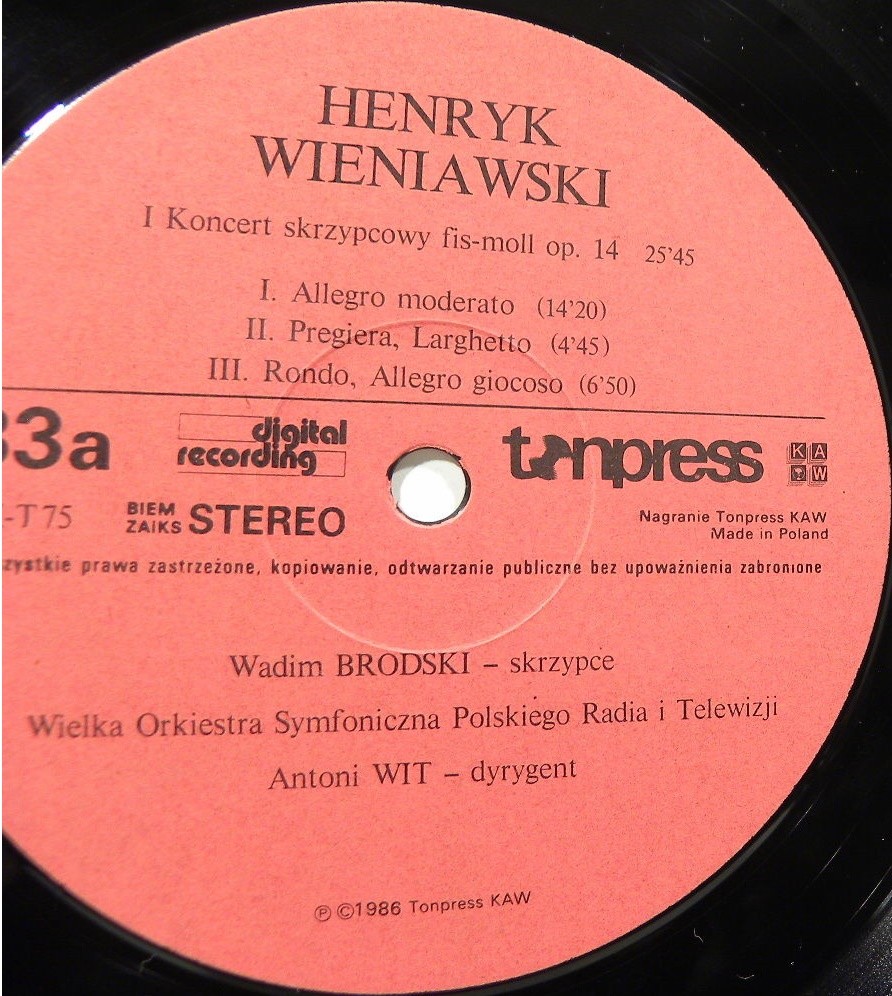 HENRYK
WIENIAWSKI
I Koncert skrzypcowy fis-moll op. 14 25'45
I. Allegro moderato (14'20)
II. Pregiera, Larghetto (4'45)
III. Rondo, Allegro giocoso (6'50)
3a
digital
recording
tonpress
KAW
-T 75
BIEM
ZAIKS
STEREO
Nagranie Tonpress KAW
Made in Poland
zystkie prawa zastrzeżone, kopiowanie, odtwarzanie publiczne bez upoważnienia zabronione
Wadim BRODSKI – skrzypce
Wielka Orkiestra Symfoniczna Polskiego Radia i Telewizji
Antoni WIT – dyrygent
Ⓟ ©1986 Tonpress KAW